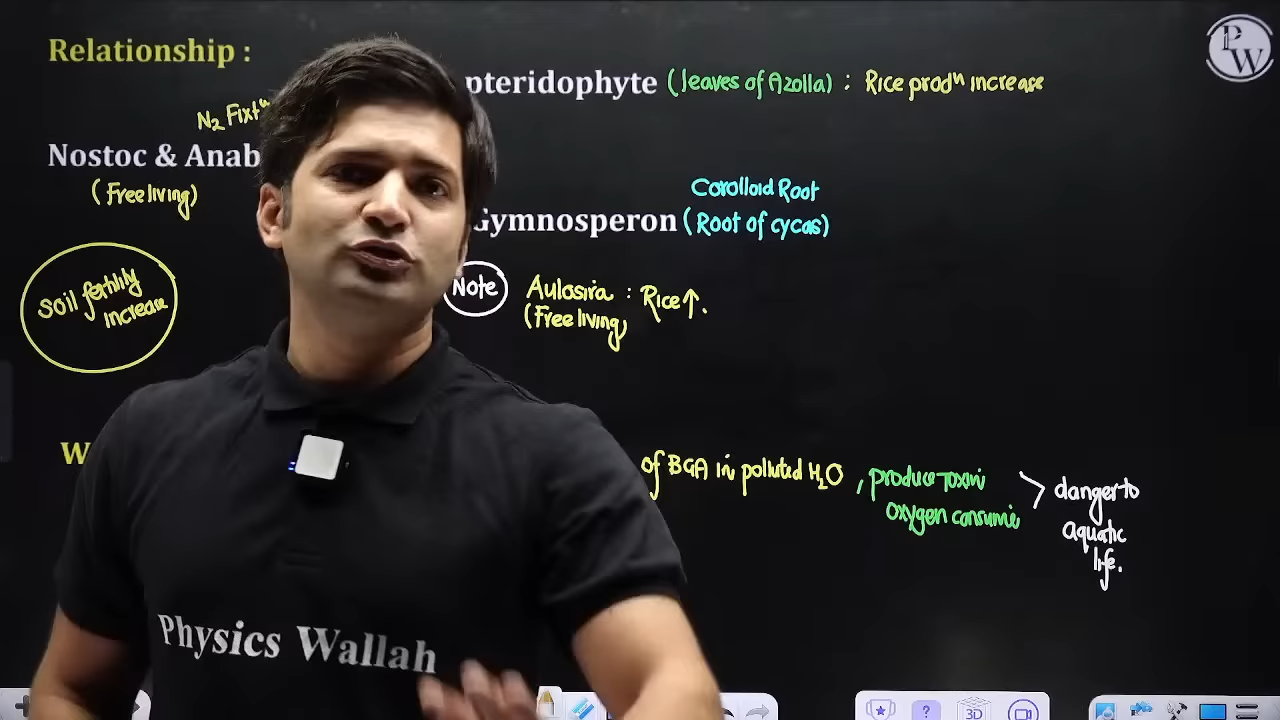 Relationship :
pteridophyte (leaves of Azolla) : Rice prodⁿ increase
N₂ Fixtⁿ
Nostoc & Anab
(Free living)
Corolloid Root
Gymnosperon (Root of cycas)
Soil fertility
increase
Note
Aulosira : Rice↑.
(Free living)
W
of BGA in polluted H₂O , produce toxin
oxygen consume
> danger to
aquatic
life.
Physics Wallah
PW
3D